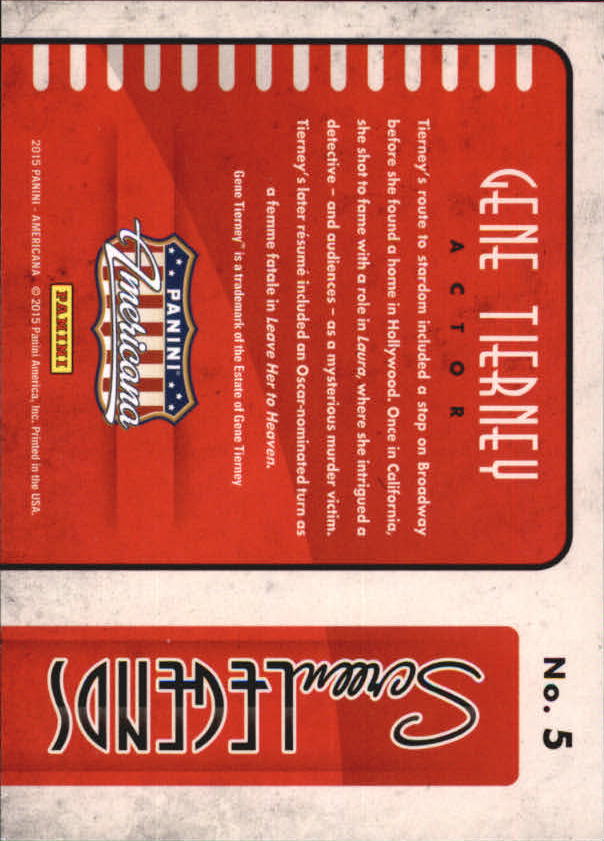 GENE TIERNEY
ACTOR
Tierney's route to stardom included a stop on Broadway
before she found a home in Hollywood. Once in California,
she shot to fame with a role in Laura, where she intrigued a
detective – and audiences – as a mysterious murder victim.
Tierney's later résumé included an Oscar-nominated turn as
a femme fatale in Leave Her to Heaven.
Gene Tierney™ is a trademark of the Estate of Gene Tierney
PANINI
Americana
PANINI
2015 PANINI - AMERICANA © 2015 Panini America, Inc. Printed in the USA.
No. 5
Screen
LEGENDS